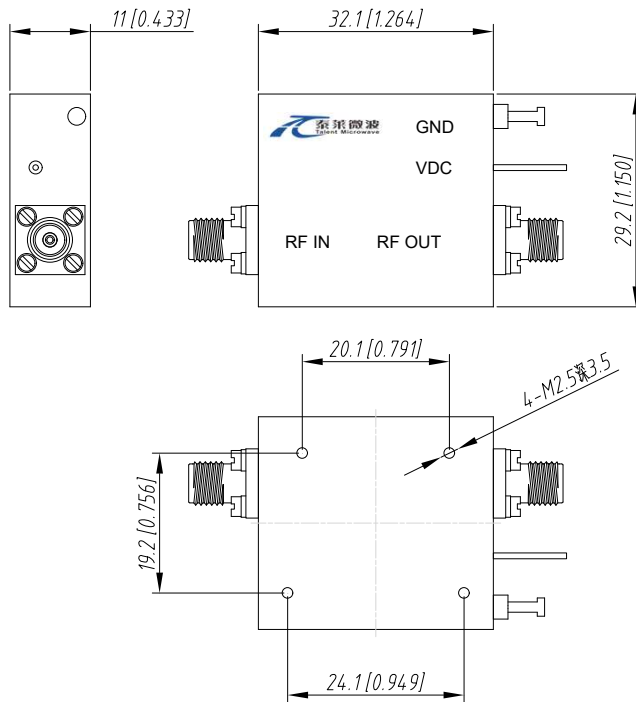 11 [0.433]
32.1 [1.264]
泰莱微波
Talent Microwave
GND
VDC
RF IN
RF OUT
29.2 [1.150]
20.1 [0.791]
4-M2.5深3.5
19.2 [0.756]
24.1 [0.949]